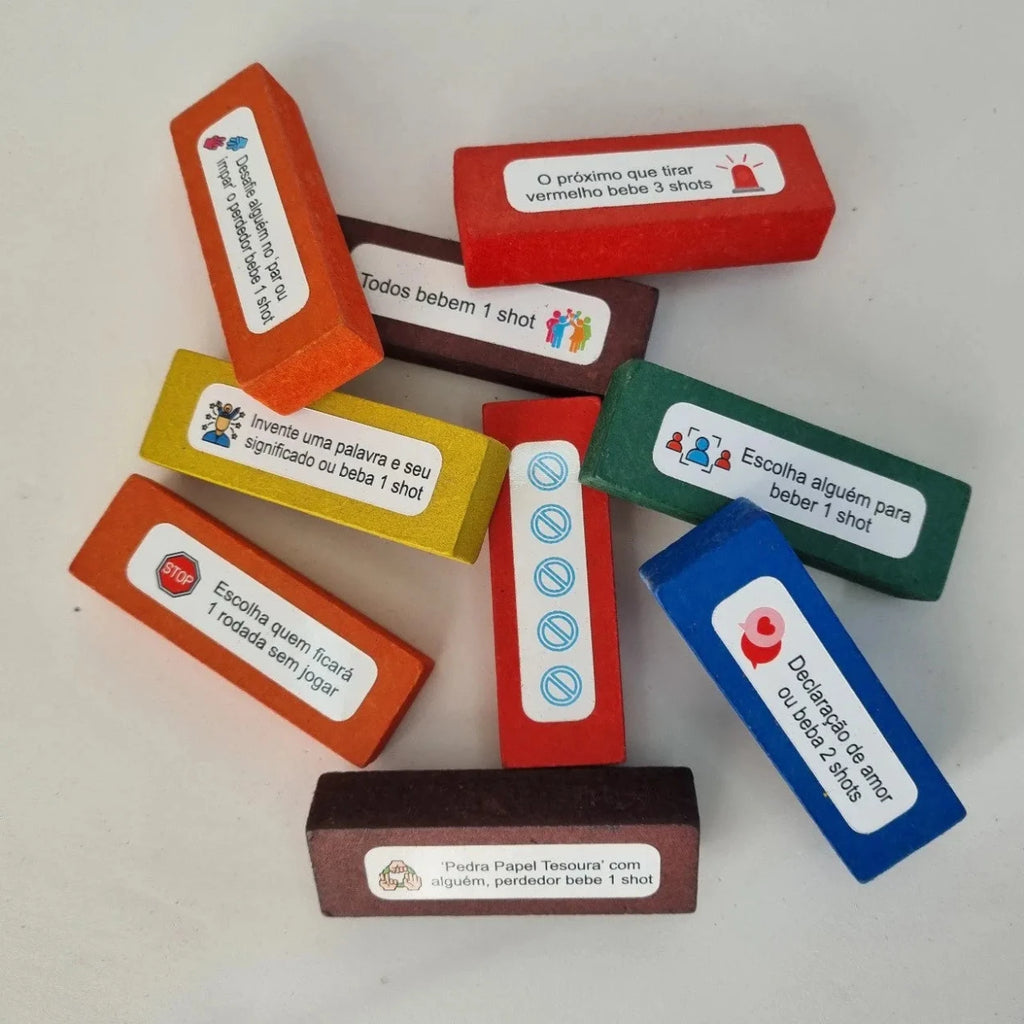 Desafie alguém no 'par ou
ímpar' o perdedor bebe 1 shot
O próximo que tirar
vermelho bebe 3 shots
Todos bebem 1 shot
Invente uma palavra e seu
significado ou beba 1 shot
Escolha alguém para
beber 1 shot
STOP
Escolha quem ficará
1 rodada sem jogar
Declaração de amor
ou beba 2 shots
'Pedra Papel Tesoura' com
alguém, perdedor bebe 1 shot